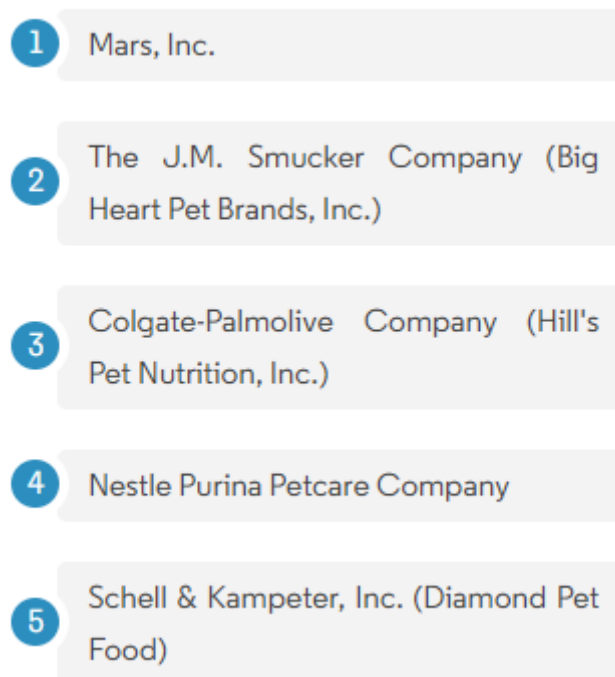 1 Mars, Inc.
2 The J.M. Smucker Company (Big
Heart Pet Brands, Inc.)
3 Colgate-Palmolive Company (Hill's
Pet Nutrition, Inc.)
4 Nestle Purina Petcare Company
5 Schell & Kampeter, Inc. (Diamond Pet
Food)